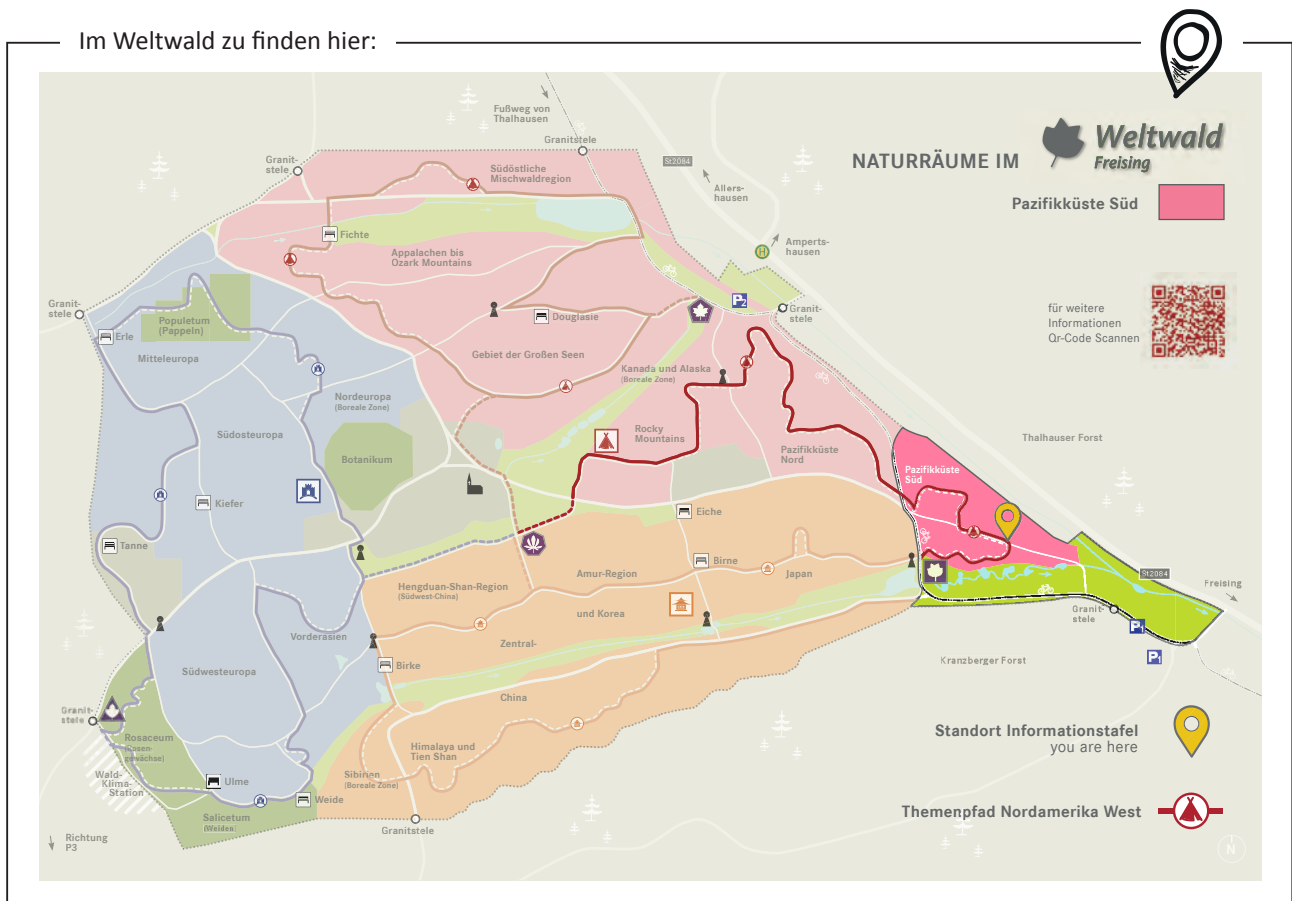 Im Weltwald zu finden hier:
Fußweg von
Thalhausen
Granitstele
Granit-
stele
Südöstliche
Mischwaldregion
St2084
Allers-
hausen
NATURRÄUME IM
Weltwald
Freising
Pazifikküste Süd
Fichte
Appalachen bis
Ozark Mountains
H
Amperts-
hausen
Granit-
stele
Populetum
(Pappeln)
Erle
Mitteleuropa
Douglasie
P2
Granit-
stele
für weitere
Informationen
Qr-Code Scannen
Gebiet der Großen Seen
Kanada und Alaska
(Boreale Zone)
Nordeuropa
(Boreale Zone)
Südosteuropa
Rocky
Mountains
Pazifikküste
Nord
Thalhauser Forst
Botanikum
Pazifikküste
Süd
Kiefer
Eiche
Tanne
Birne
Hengduan-Shan-Region
(Südwest-China)
Amur-Region
Japan
St2084
Freising
und Korea
Granit-
stele
P1
P1
Vorderasien
Zentral-
Birke
Kranzberger Forst
Südwesteuropa
China
Granit-
stele
Rosaceum
(Rosen-
gewächse)
Himalaya und
Tien Shan
Standort Informationstafel
you are here
Wald-
Klima-
Station
Ulme
Sibirien
(Boreale Zone)
Weide
Salicetum
(Weiden)
Granitstele
Themenpfad Nordamerika West
Richtung
P3
N